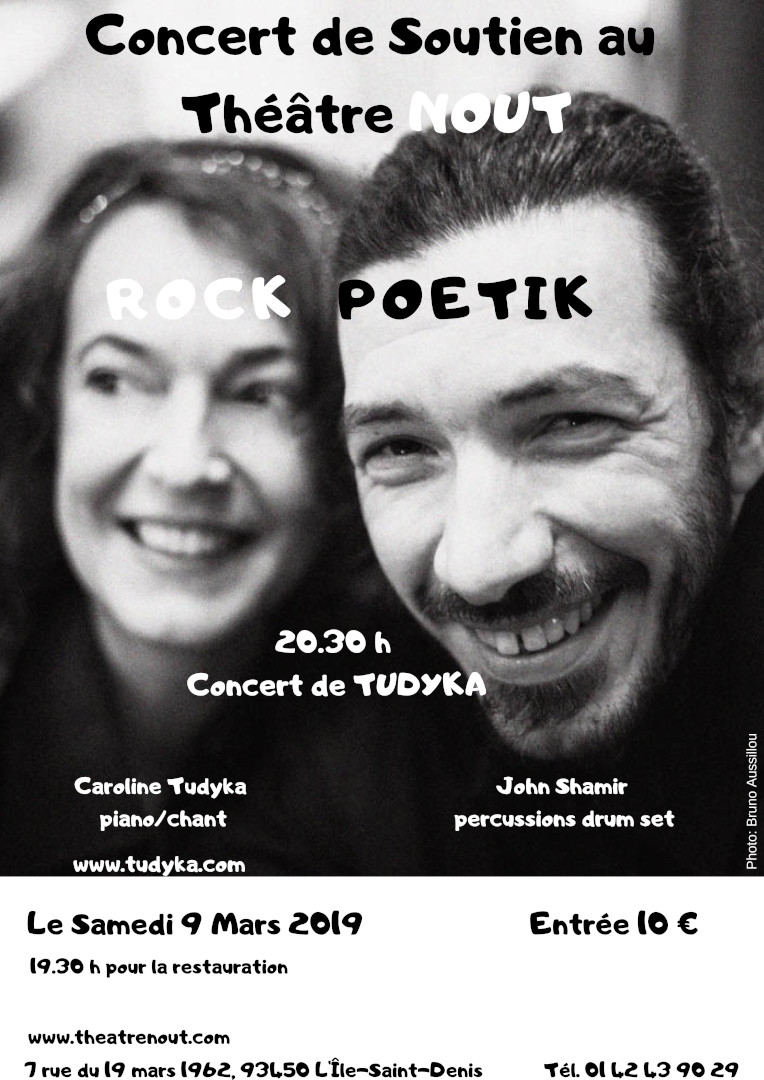 Concert de Soutien au
Théâtre NOUT
ROCK POETIK
20.30 h
Concert de TUDYKA
Caroline Tudyka
piano/chant
www.tudyka.com
John Shamir
percussions drum set
Photo: Bruno Aussillou
Le Samedi 9 Mars 2019
Entrée 10 €
19.30 h pour la restauration
www.theatrenout.com
7 rue du 19 mars 1962, 93450 L'Île-Saint-Denis
Tél. 01 42 43 90 29